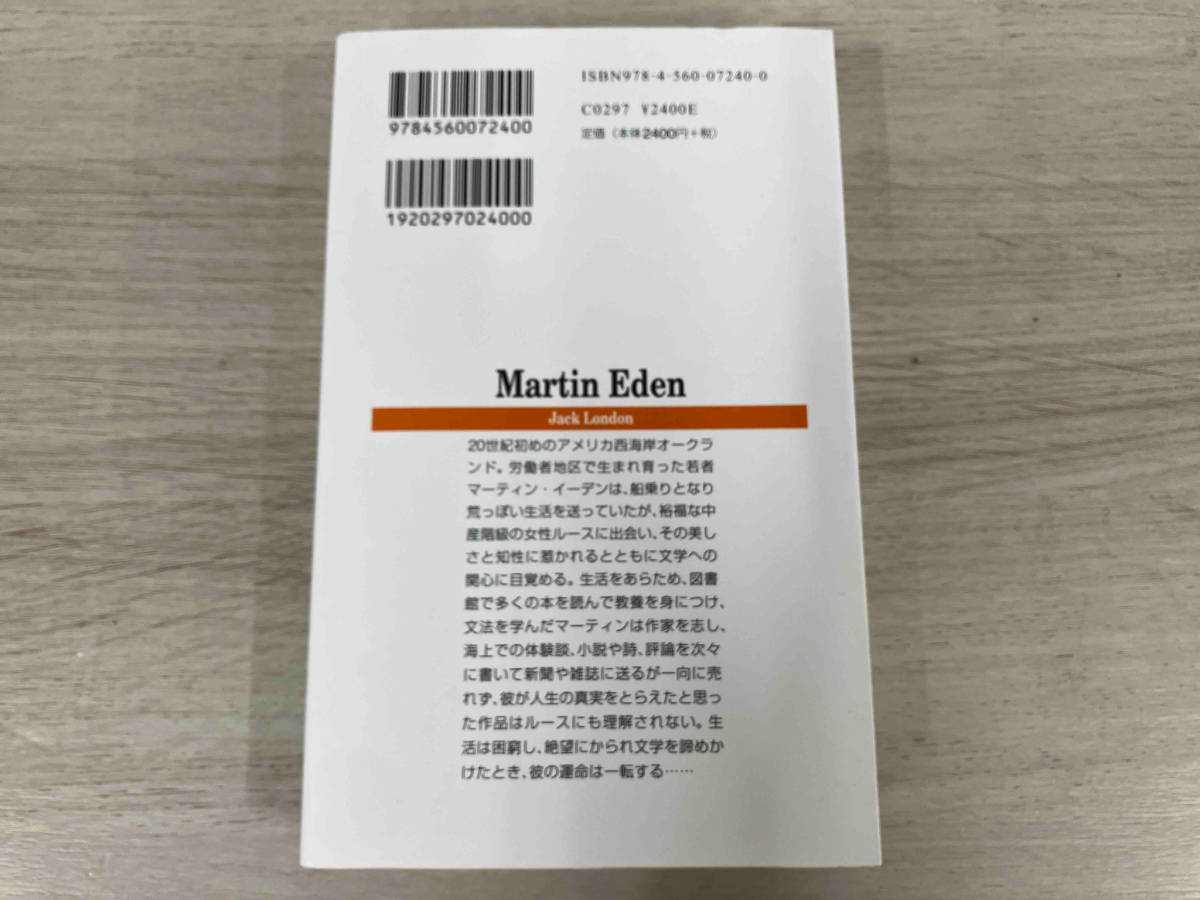 ISBN978-4-560-07240-0
9784560072400
C0297 ¥2400E
定価（本体2400円+税）
1920297024000
Martin Eden
Jack London
20世紀初めのアメリカ西海岸オークラ
ンド。労働者地区で生まれ育った若者
マーティン・イーデンは、船乗りとなり
荒っぽい生活を送っていたが、裕福な中
産階級の女性ルースに出会い、その美し
さと知性に惹かれるとともに文学への
関心に目覚める。生活をあらため、図書
館で多くの本を読んで教養を身につけ、
文法を学んだマーティンは作家を志し、
海上での体験談、小説や詩、評論を次々
に書いて新聞や雑誌に送るが一向に売
れず、彼が人生の真実をとらえたと思っ
た作品はルースにも理解されない。生
活は困窮し、絶望にかられ文学を諦めか
けたとき、彼の運命は一転する……